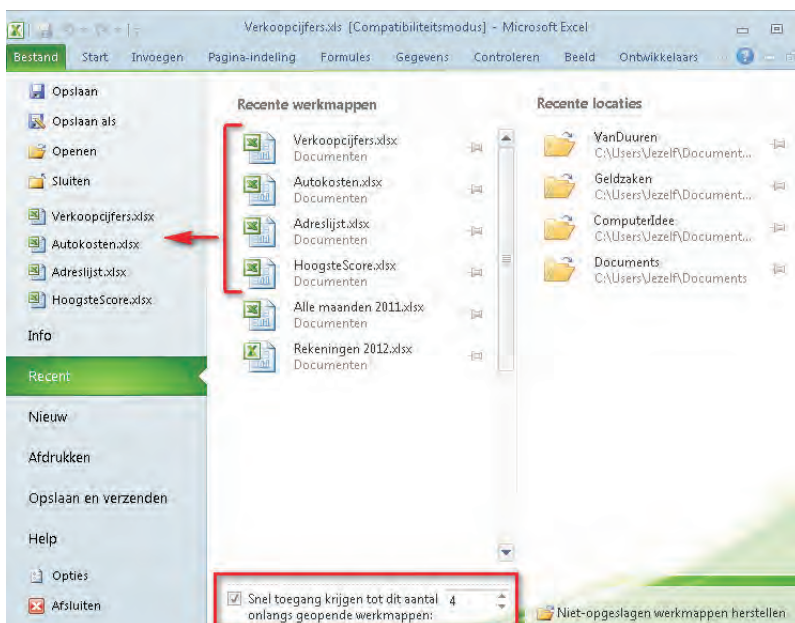 Verkoopcijfers.xls [Compatibiliteitsmodus] - Microsoft Excel
Bestand Start Invoegen Pagina-indeling Formules Gegevens Controleren Beeld Ontwikkelaars
Opslaan
Opslaan als
Openen
Sluiten
Verkoopcijfers.xlsx
Autokosten.xlsx
Adreslijst.xlsx
HoogsteScore.xlsx
Info
Recent
Nieuw
Afdrukken
Opslaan en verzenden
Help
Opties
Afsluiten
Recente werkmappen
Verkoopcijfers.xlsx
Documenten
Autokosten.xlsx
Documenten
Adreslijst.xlsx
Documenten
HoogsteScore.xlsx
Documenten
Alle maanden 2011.xlsx
Documenten
Rekeningen 2012.xlsx
Documenten
Snel toegang krijgen tot dit aantal 4
onlangs geopende werkmappen:
Recente locaties
VanDuuren
C:\Users\Jezelf\Document...
Geldzaken
C:\Users\Jezelf\Document...
ComputerIdee
C:\Users\Jezelf\Document...
Documents
C:\Users\Jezelf\Documents
Niet-opgeslagen werkmappen herstellen